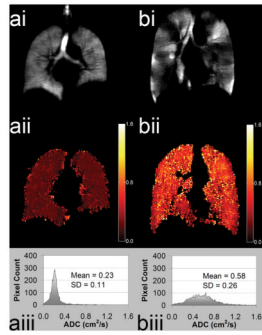 ai bi
aii bii
1.6 1.6
0.8 0.8
0.0 0.0
400
300
200
100
0
Pixel Count
Mean = 0.23
SD = 0.11
0 0.4 0.8 1.2 1.6
ADC (cm²/s)
aiii
400
300
200
100
0
Pixel Count
Mean = 0.58
SD = 0.26
0 0.4 0.8 1.2 1.6
ADC (cm²/s)
biii